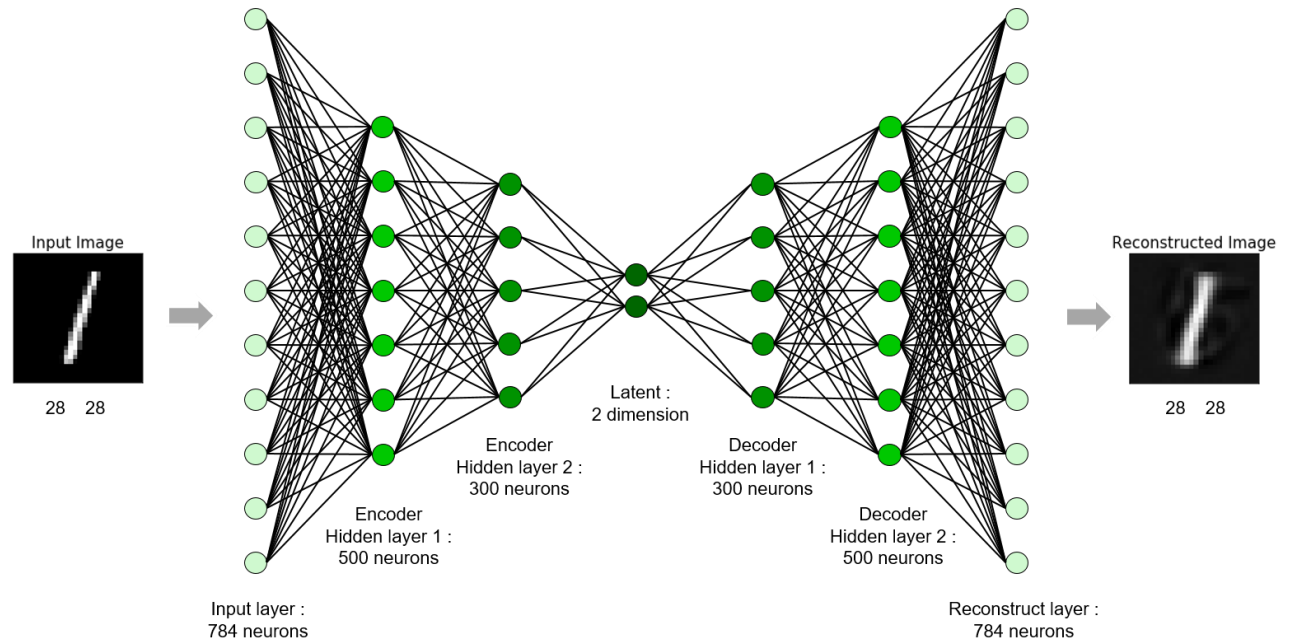 Input Image
28 28
Input layer :
784 neurons
Encoder
Hidden layer 1 :
500 neurons
Encoder
Hidden layer 2 :
300 neurons
Latent :
2 dimension
Decoder
Hidden layer 1 :
300 neurons
Decoder
Hidden layer 2 :
500 neurons
Reconstruct layer :
784 neurons
Reconstructed Image
28 28